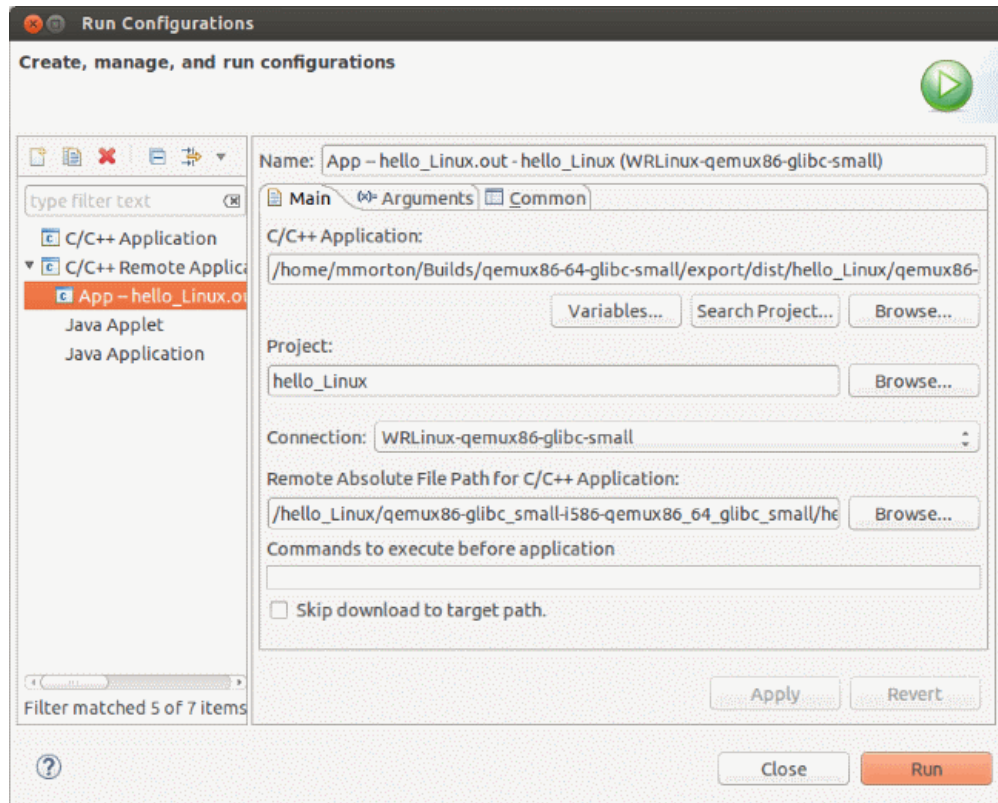 Run Configurations
Create, manage, and run configurations
type filter text
C/C++ Application
C/C++ Remote Applica
App – hello_Linux.ou
Java Applet
Java Application
Filter matched 5 of 7 items
Name: App – hello_Linux.out - hello_Linux (WRLinux-qemux86-glibc-small)
Main (x)= Arguments Common
C/C++ Application:
/home/mmorton/Builds/qemux86-64-glibc-small/export/dist/hello_Linux/qemux86-
Variables... Search Project... Browse...
Project:
hello_Linux Browse...
Connection: WRLinux-qemux86-glibc-small
Remote Absolute File Path for C/C++ Application:
/hello_Linux/qemux86-glibc_small-i586-qemux86_64_glibc_small/he Browse...
Commands to execute before application
Skip download to target path.
Apply Revert
? Close Run